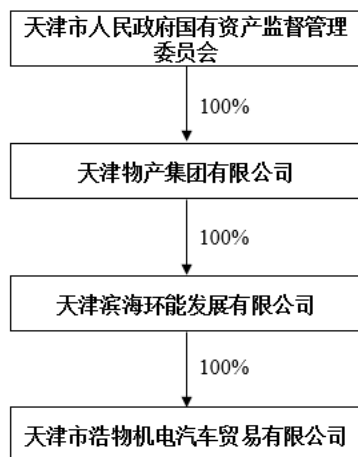 天津市人民政府国有资产监督管理
委员会
100%
天津物产集团有限公司
100%
天津滨海环能发展有限公司
100%
天津市浩物机电汽车贸易有限公司